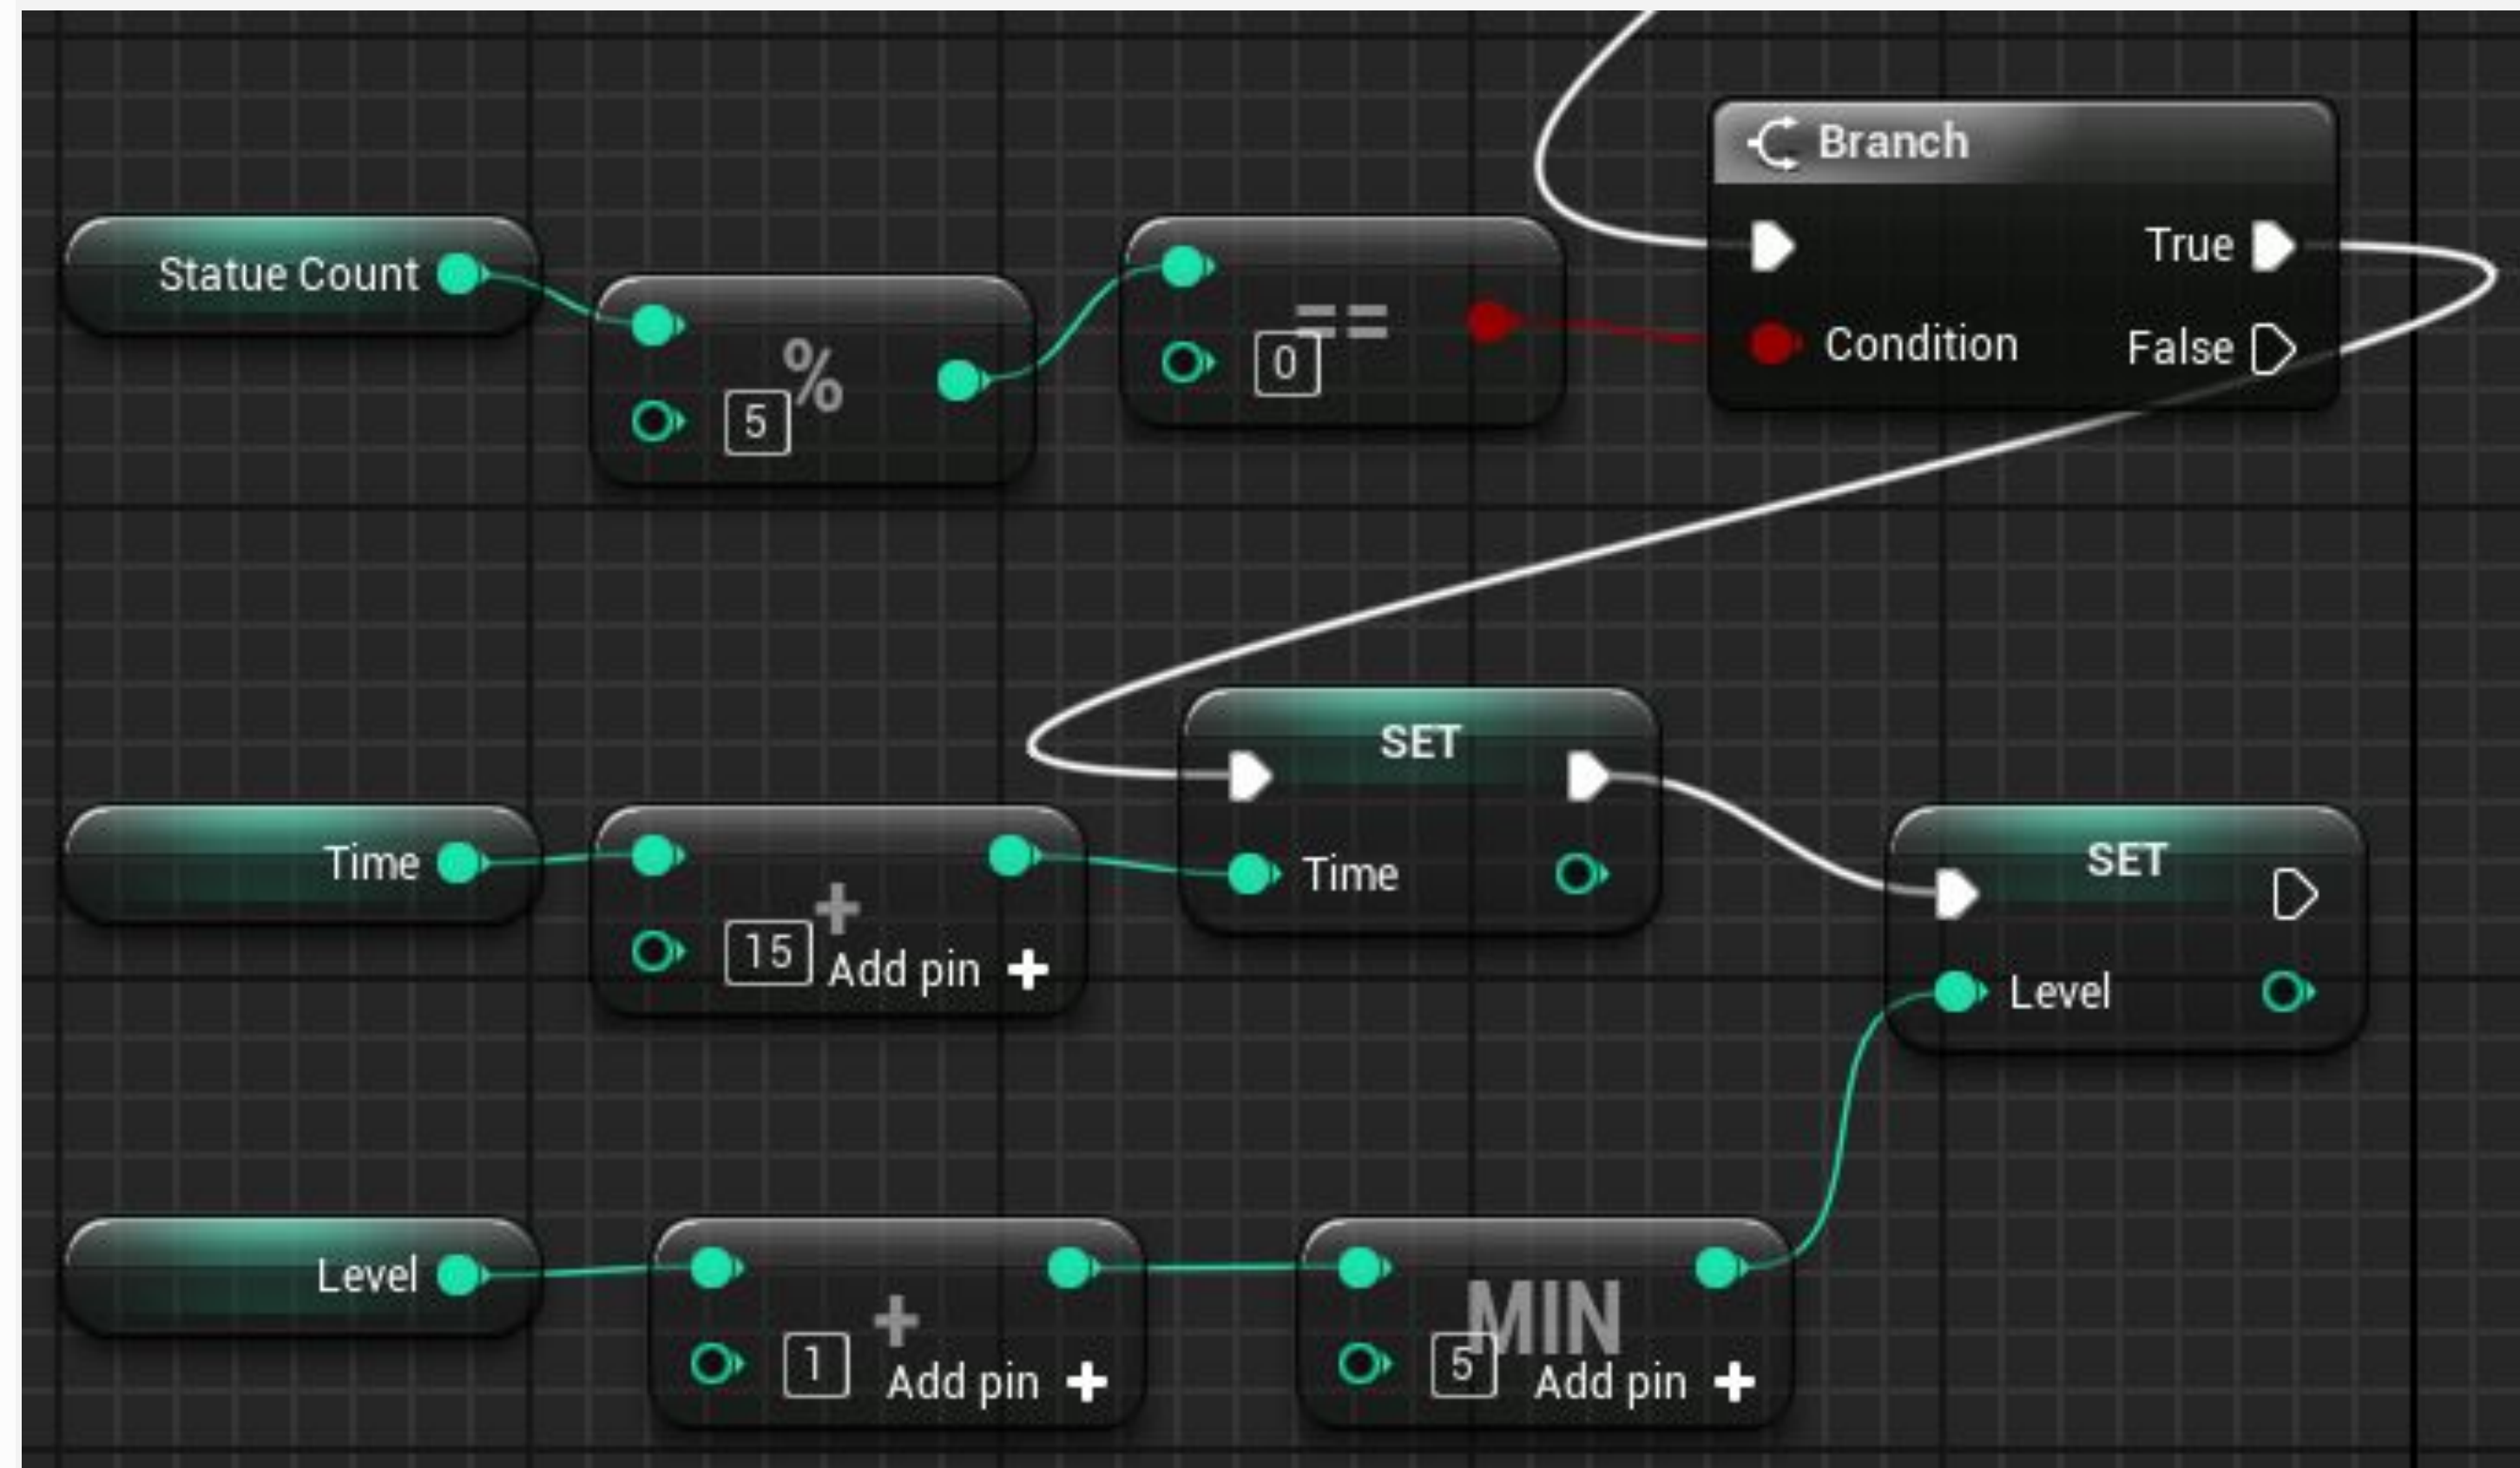 Branch
True
Statue Count
==
Condition
False
0
%
5
SET
Time
+
Time
SET
15
Add pin +
Level
Level
+
MIN
1
Add pin +
5
Add pin +